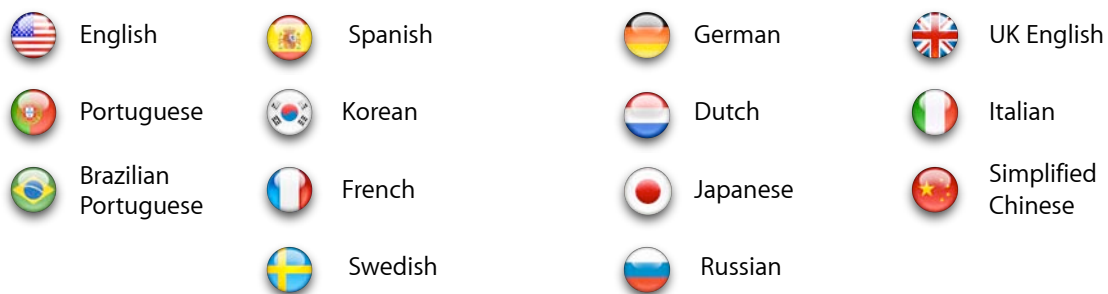 English
Spanish
German
UK English
Portuguese
Korean
Dutch
Italian
Brazilian
Portuguese
French
Japanese
Simplified
Chinese
Swedish
Russian